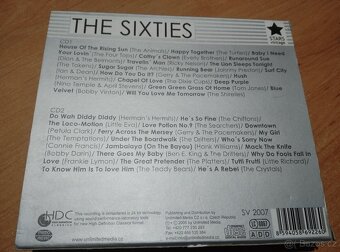 THE SIXTIES
STARS
vintage
CD1
House Of The Rising Sun (The Animals)/ Happy Together (The Turtles)/ Baby I Need
Your Lovin´ (The Four Tops)/ Cathy´s Clown (Everly Brothers)/ Runaround Sue
(Dion & The Belmonts)/ Travelin´ Man (Ricky Nelson)/ The Lion Sleeps Tonight
(The Tokens)/ Sugar Sugar (The Archies)/ Running Bear (Johnny Preston)/ Surf City
(Jan & Dean)/ How Do You Do It? (Gerry & The Pacemakers)/ Hush
(Herman's Hermits)/ Chapel Of Love (The Dixie Cups)/ Deep Purple
(Nino Temple & April Stevens)/ Green Green Grass Of Home (Tom Jones)/ Blue
Velvet (Bobby Vinton)/ Will You Love Me Tomorrow (The Shirelles)
CD2
Do Wah Diddy Diddy (Herman's Hermits)/ He´s So Fine (The Chiffons)/
The Loco-Motion (Little Eva)/ Love Potion No.9 (The Searchers)/ Downtown
(Petula Clark)/ Ferry Across The Mersey (Gerry & The Pacemakers)/ My Girl
(The Temptations)/ Under The Boardwalk (The Drifters)/ Who´s Sorry Now
(Connie Francis)/ Jambalaya (On The Bayou) (Hank Williams)/ Mack The Knife
(Bobby Darin)/ There Goes My Baby (Ben E. King & The Drifters)/ Why Do Fools Fall in
Love (Frankie Lymon)/ The Great Pretender (The Platters)/ Tutti Frutti (Little Richard)/
To Know Him Is To love Him (The Teddy Bears)/ He´s A Rebel (The Crystals)
SV 2007
HDC
www.unlimitedmedia.cz
8 594058 692260